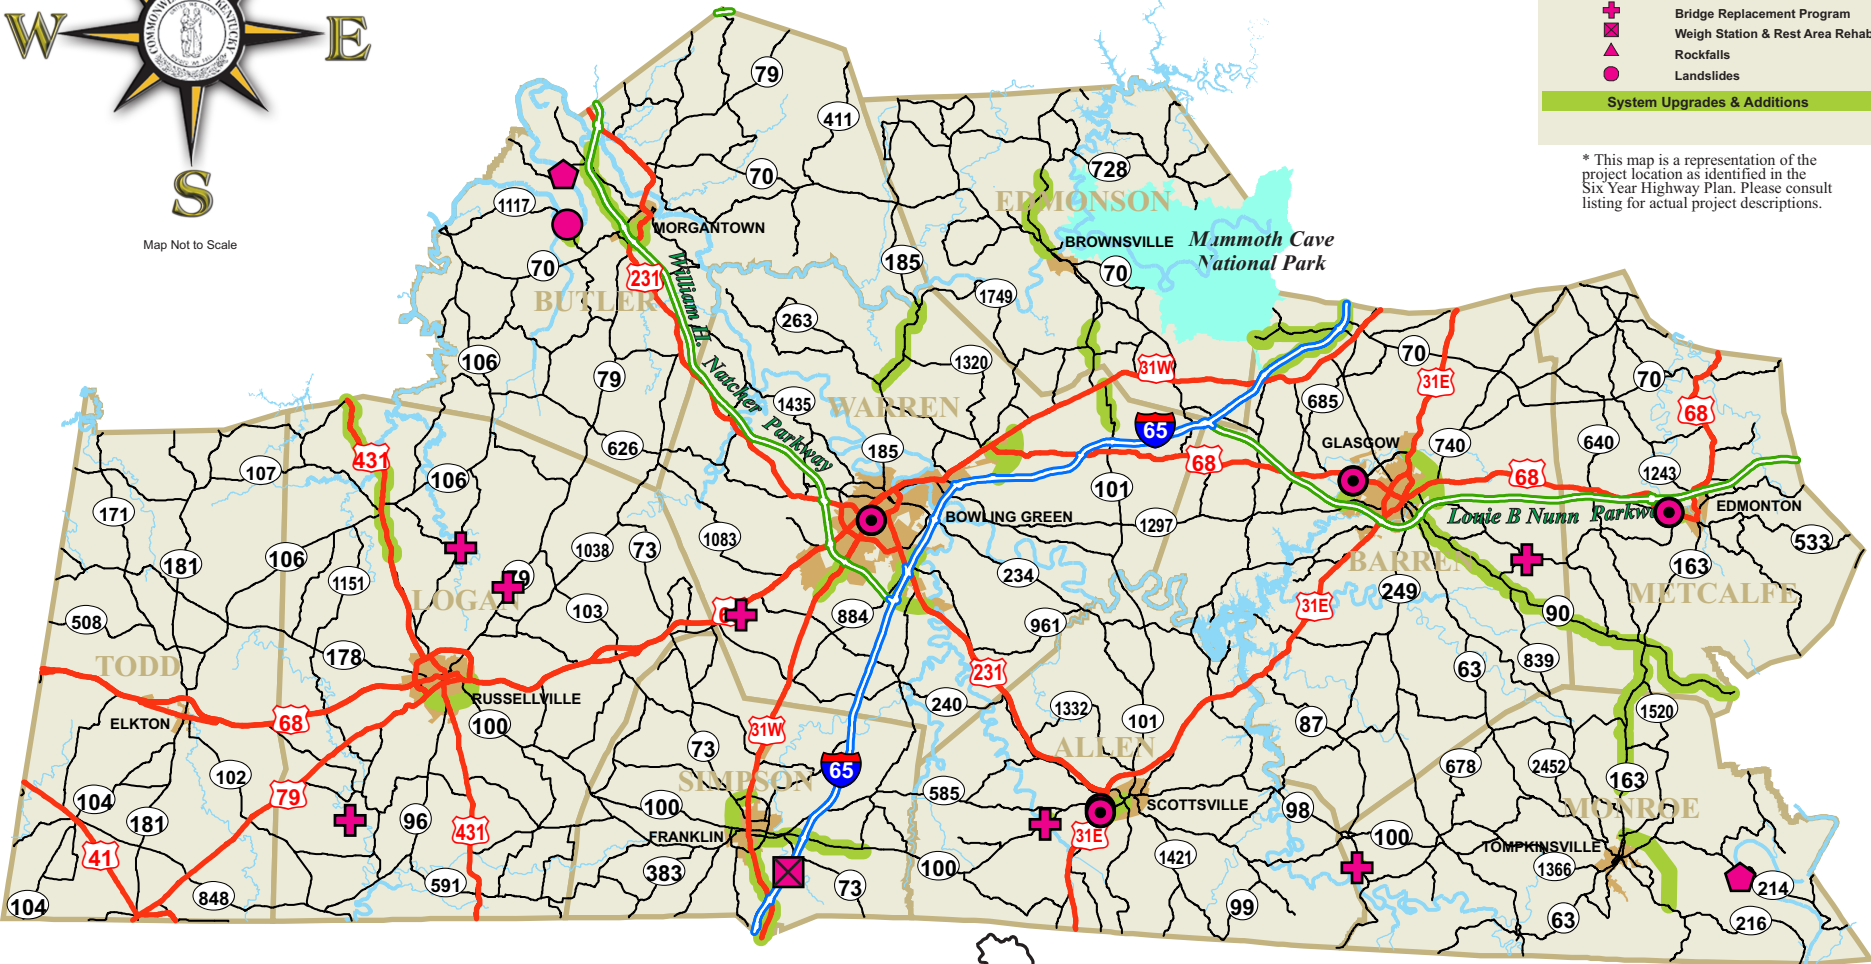 W
E
S
COMMONWEALTH
KENTUCKY
Map Not to Scale
Bridge Replacement Program
Weigh Station & Rest Area Rehab
Rockfalls
Landslides
System Upgrades & Additions
* This map is a representation of the
project location as identified in the
Six Year Highway Plan. Please consult
listing for actual project descriptions.
79
411
70
728
EDMONSON
1117
MORGANTOWN
BROWNSVILLE
Mammoth Cave
National Park
70
231
William H.
185
70
BUTLER
1749
263
106
79
Natcher
1320
31W
70
31E
70
1435
WARREN
685
68
Parkway
65
626
185
GLASGOW
740
640
431
107
106
68
68
1243
171
101
BOWLING GREEN
1297
Louie B Nunn
EDMONTON
533
181
106
1038
73
1083
79
234
BARREN
163
1151
LOGAN
103
249
METCALFE
508
884
961
31E
90
178
TODD
231
63
839
RUSSELLVILLE
240
1332
101
87
1520
ELKTON
68
100
31W
73
ALLEN
102
65
678
2452
163
79
SIMPSON
104
181
96
431
100
585
SCOTTSVILLE
98
MONROE
FRANKLIN
31E
100
TOMPKINSVILLE
41
1421
1366
383
100
591
73
214
848
104
99
63
216